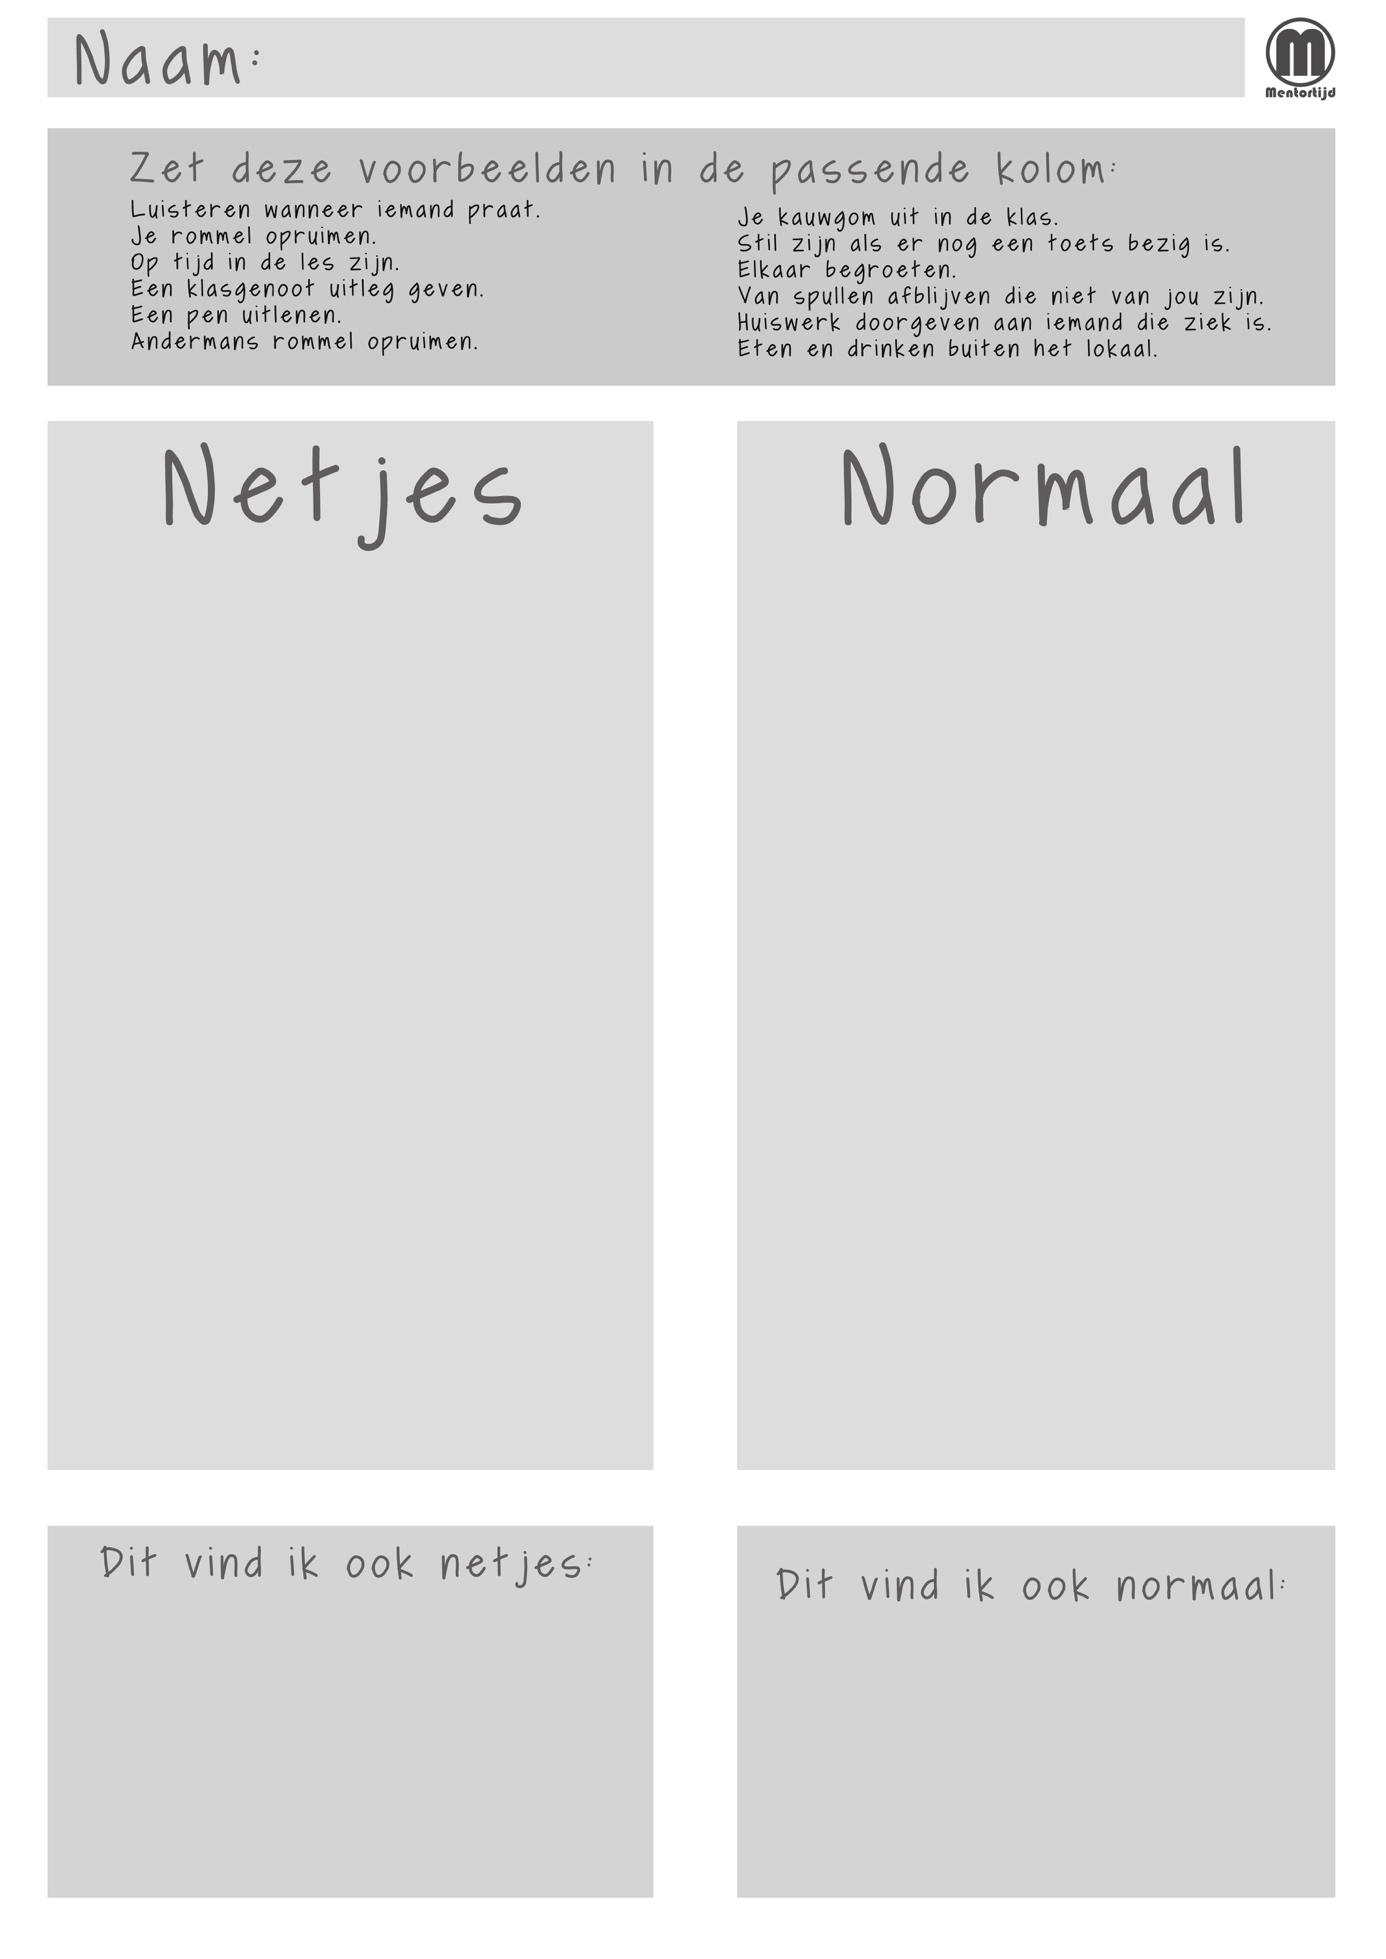 Naam:
Mentortijd
Zet deze voorbeelden in de passende kolom:
Luisteren wanneer iemand praat.
Je rommel opruimen.
Op tijd in de les zijn.
Een klasgenoot uitleg geven.
Een pen uitlenen.
Andermans rommel opruimen.
Je kauwgom uit in de klas.
Stil zijn als er nog een toets bezig is.
Elkaar begroeten.
Van spullen afblijven die niet van jou zijn.
Huiswerk doorgeven aan iemand die ziek is.
Eten en drinken buiten het lokaal.
Netjes
Normaal
Dit vind ik ook netjes:
Dit vind ik ook normaal: